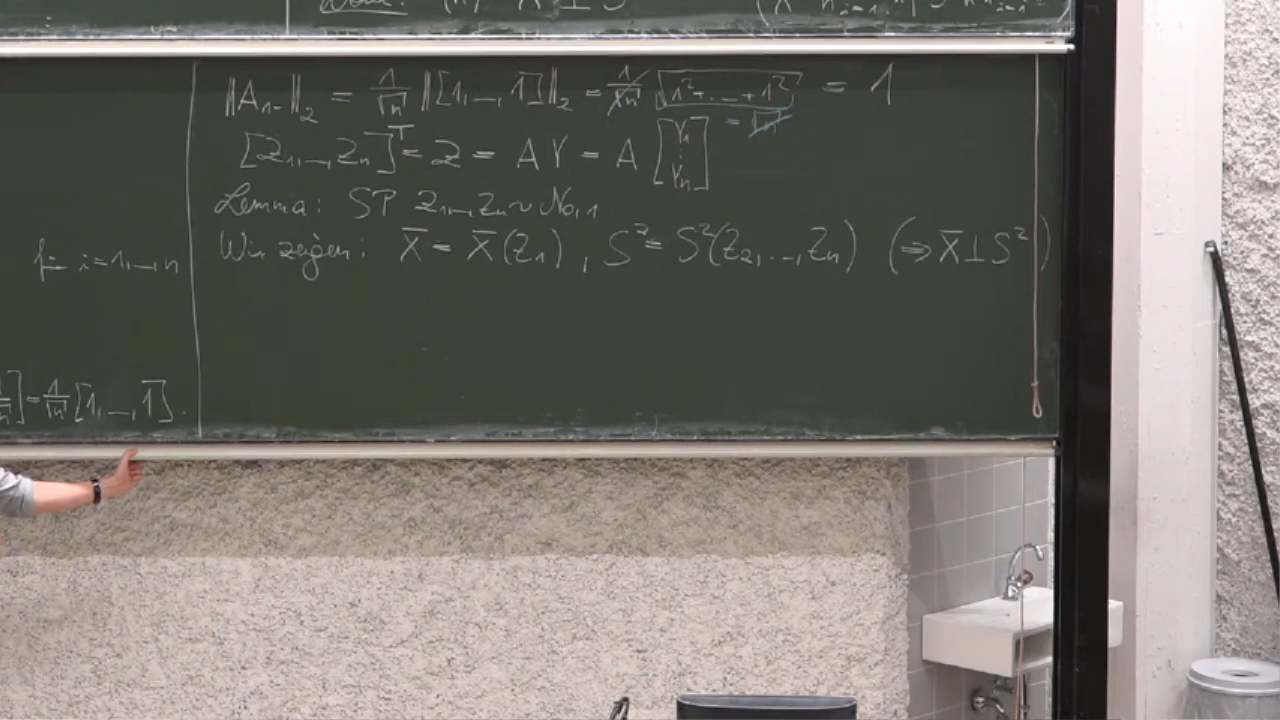 für i=1,—,n
]=1/√n [1,—,1].
‖A₁.‖₂ = 1/√n ‖[1,—,1]‖₂ = 1/√n √(1²+...+1²) = 1
= √n
[Z₁,—,Zₙ]ᵀ = Z = AY = A [Y₁ ⋮ Yₙ]
Lemma: SP Z₁,—,Zₙ ~ N₀,₁
Wir zeigen: X̄ = X̄(Z₁), S² = S²(Z₂,...,Zₙ) (⇒ X̄ ⊥ S²)